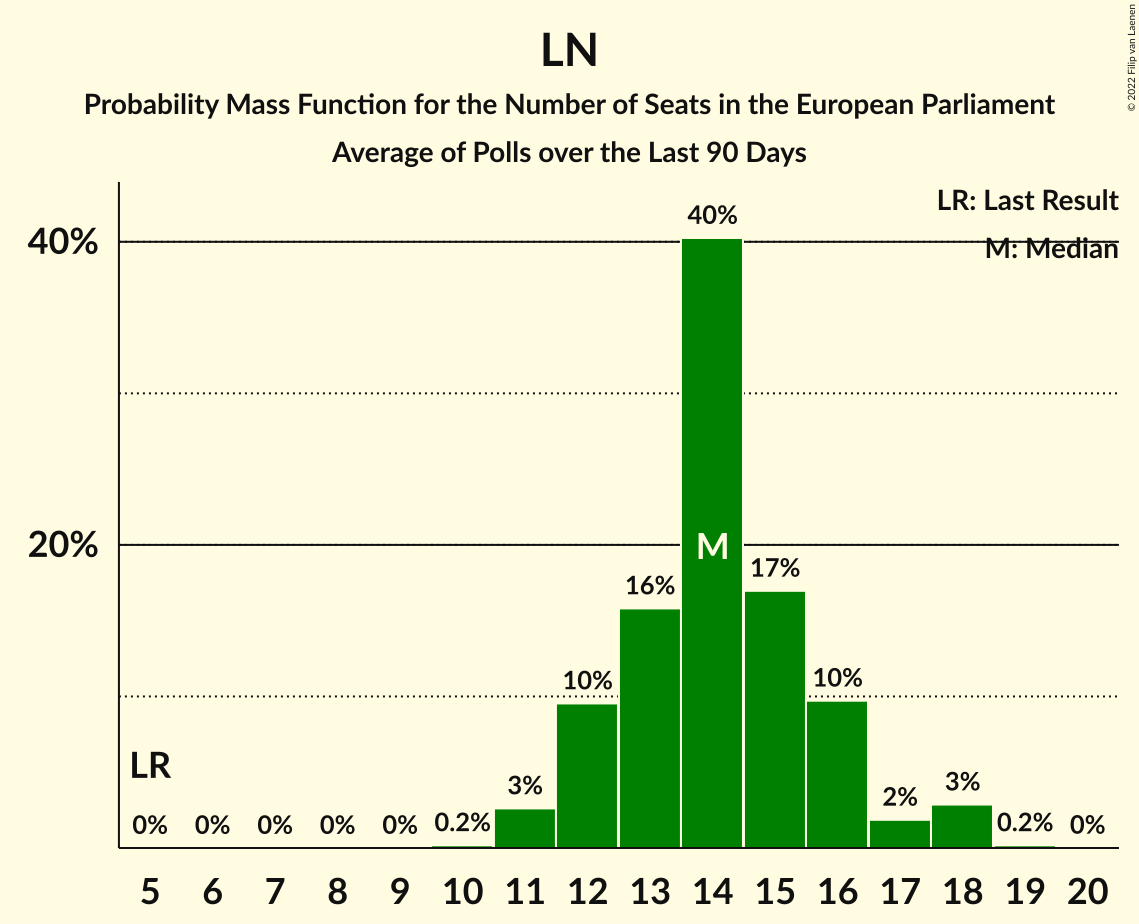 LN
Probability Mass Function for the Number of Seats in the European Parliament
Average of Polls over the Last 90 Days
© 2022 Filip van Laenen
LR: Last Result
M: Median
40%
20%
40%
M
17%
16%
10%
10%
LR
3%
3%
2%
0% 0% 0% 0% 0% 0.2% 0.2% 0%
5 6 7 8 9 10 11 12 13 14 15 16 17 18 19 20